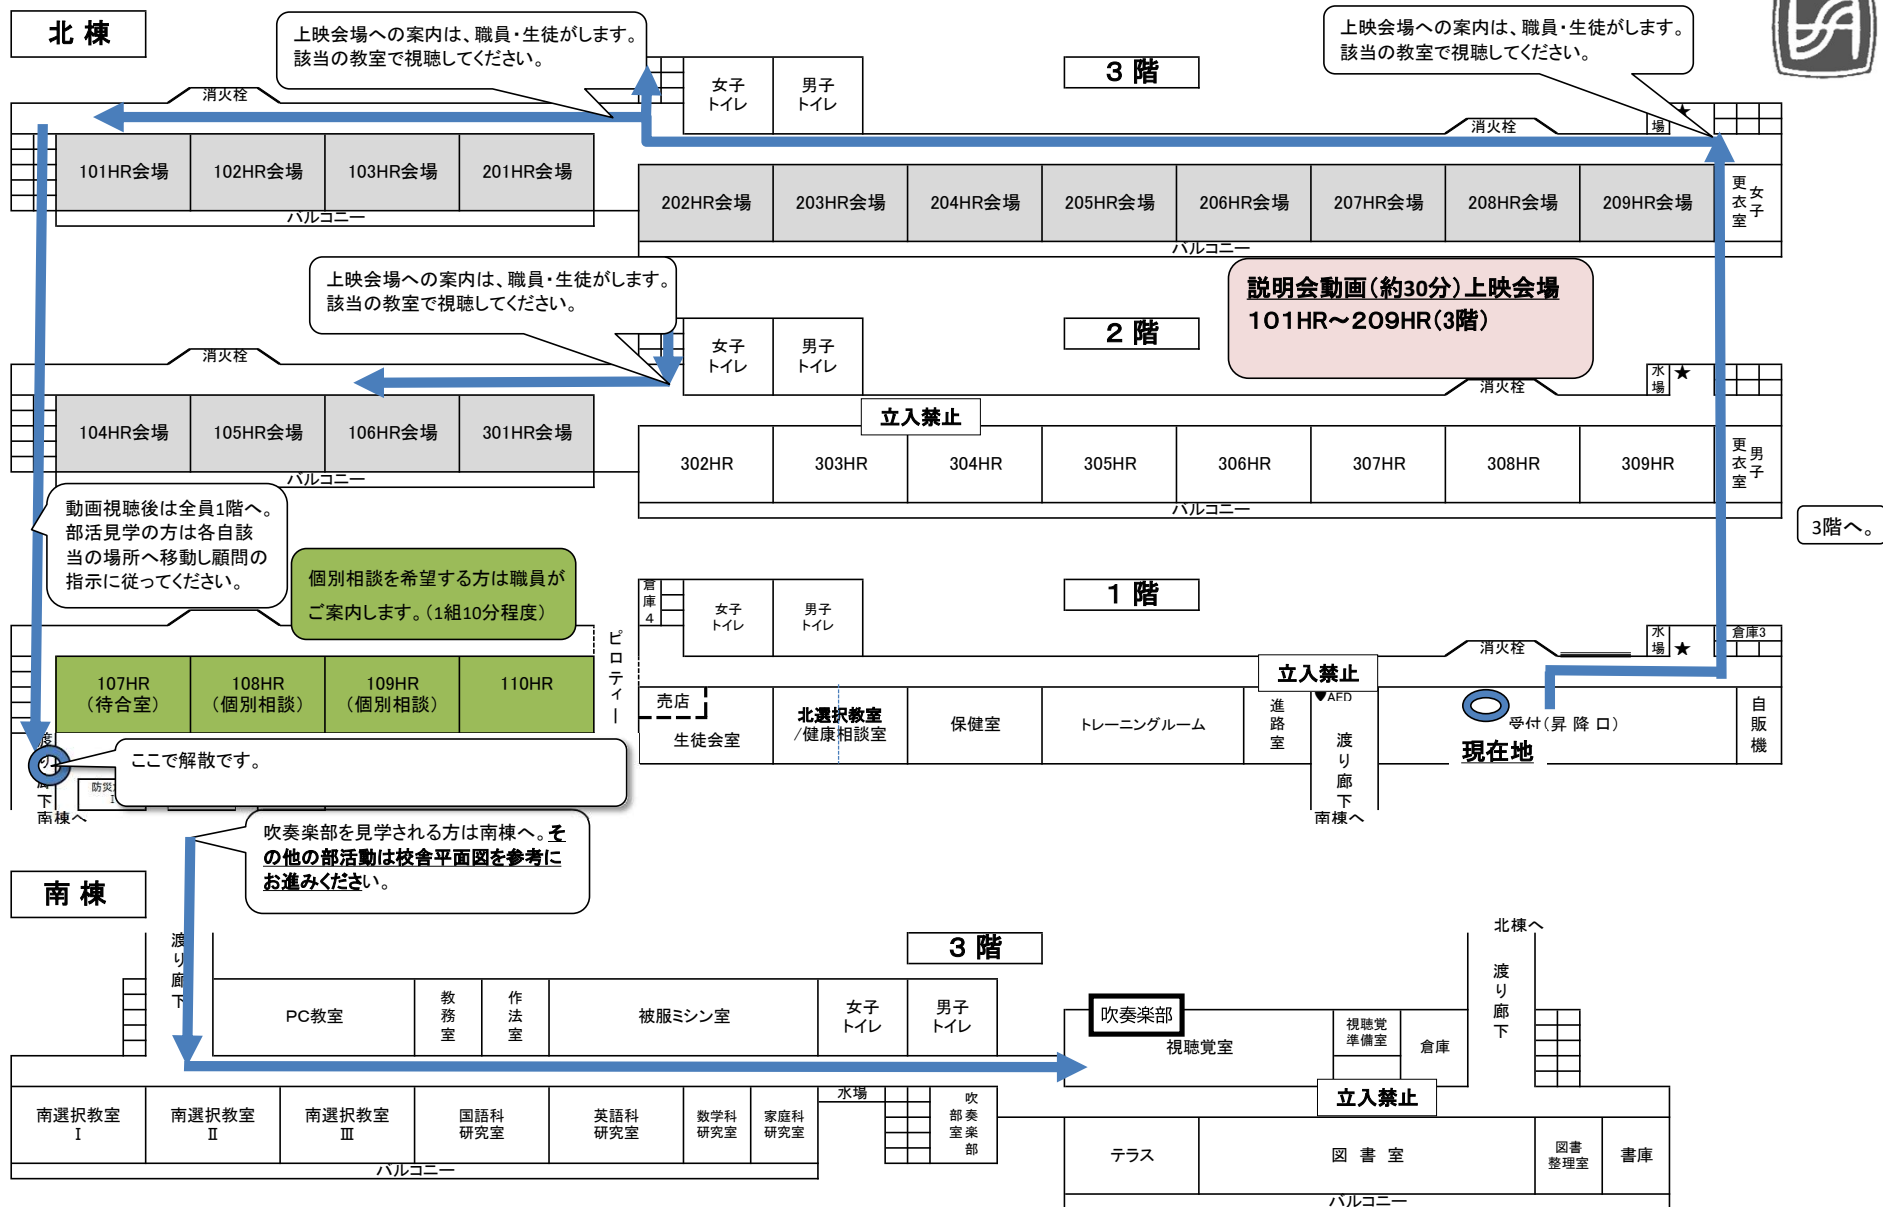 北 棟
上映会場への案内は、職員・生徒がします。
該当の教室で視聴してください。
上映会場への案内は、職員・生徒がします。
該当の教室で視聴してください。
3 階
女子
トイレ
男子
トイレ
消火栓
消火栓
場
★
101HR会場
102HR会場
103HR会場
201HR会場
202HR会場
203HR会場
204HR会場
205HR会場
206HR会場
207HR会場
208HR会場
209HR会場
女子
更衣室
バルコニー
バルコニー
上映会場への案内は、職員・生徒がします。
該当の教室で視聴してください。
説明会動画(約30分)上映会場
101HR～209HR(3階)
2 階
女子
トイレ
男子
トイレ
消火栓
消火栓
水場
★
立入禁止
104HR会場
105HR会場
106HR会場
301HR会場
302HR
303HR
304HR
305HR
306HR
307HR
308HR
309HR
男子
更衣室
バルコニー
バルコニー
動画視聴後は全員1階へ。
部活見学の方は各自該
当の場所へ移動し顧問の
指示に従ってください。
3階へ。
個別相談を希望する方は職員が
ご案内します。(1組10分程度)
1 階
倉庫4
女子
トイレ
男子
トイレ
ピロティー
消火栓
水場
★
倉庫3
立入禁止
107HR
(待合室)
108HR
(個別相談)
109HR
(個別相談)
110HR
売店
生徒会室
北選択教室
/健康相談室
保健室
トレーニングルーム
進路室
AED
渡り廊下
南棟へ
受付(昇降口)
現在地
自販機
ここで解散です。
渡り廊下
防災
南棟へ
吹奏楽部を見学される方は南棟へ。そ
の他の部活動は校舎平面図を参考に
お進みください。
南 棟
3 階
北棟へ
渡り廊下
渡り廊下
PC教室
教務室
作法室
被服ミシン室
女子
トイレ
男子
トイレ
吹奏楽部
視聴覚室
視聴覚
準備室
倉庫
立入禁止
南選択教室
Ⅰ
南選択教室
Ⅱ
南選択教室
Ⅲ
国語科
研究室
英語科
研究室
数学科
研究室
家庭科
研究室
水場
吹奏楽部
部室
テラス
図 書 室
図書
整理室
書庫
バルコニー
バルコニー